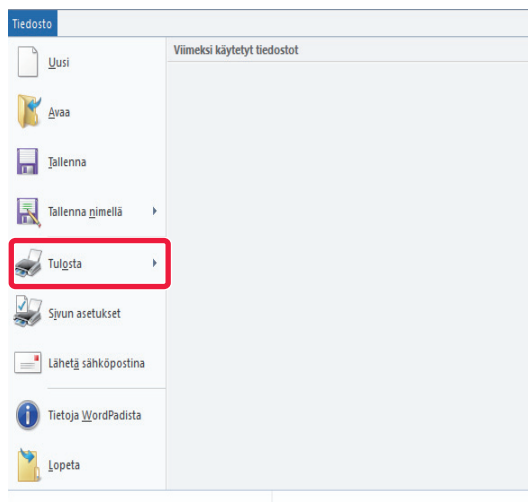 Tiedosto
Viimeksi käytetyt tiedostot
Uusi
Avaa
Tallenna
Tallenna nimellä
Tulosta
Sivun asetukset
Lähetä sähköpostina
Tietoja WordPadista
Lopeta